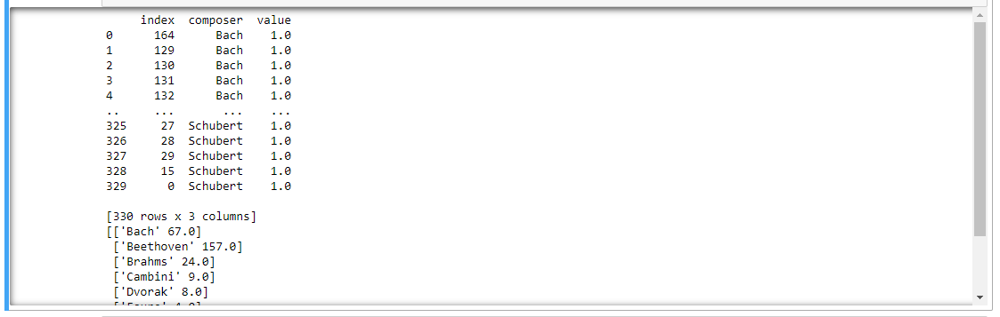 index composer value
0 164 Bach 1.0
1 129 Bach 1.0
2 130 Bach 1.0
3 131 Bach 1.0
4 132 Bach 1.0
.. ... ... ...
325 27 Schubert 1.0
326 28 Schubert 1.0
327 29 Schubert 1.0
328 15 Schubert 1.0
329 0 Schubert 1.0
[330 rows x 3 columns]
[['Bach' 67.0]
['Beethoven' 157.0]
['Brahms' 24.0]
['Cambini' 9.0]
['Dvorak' 8.0]